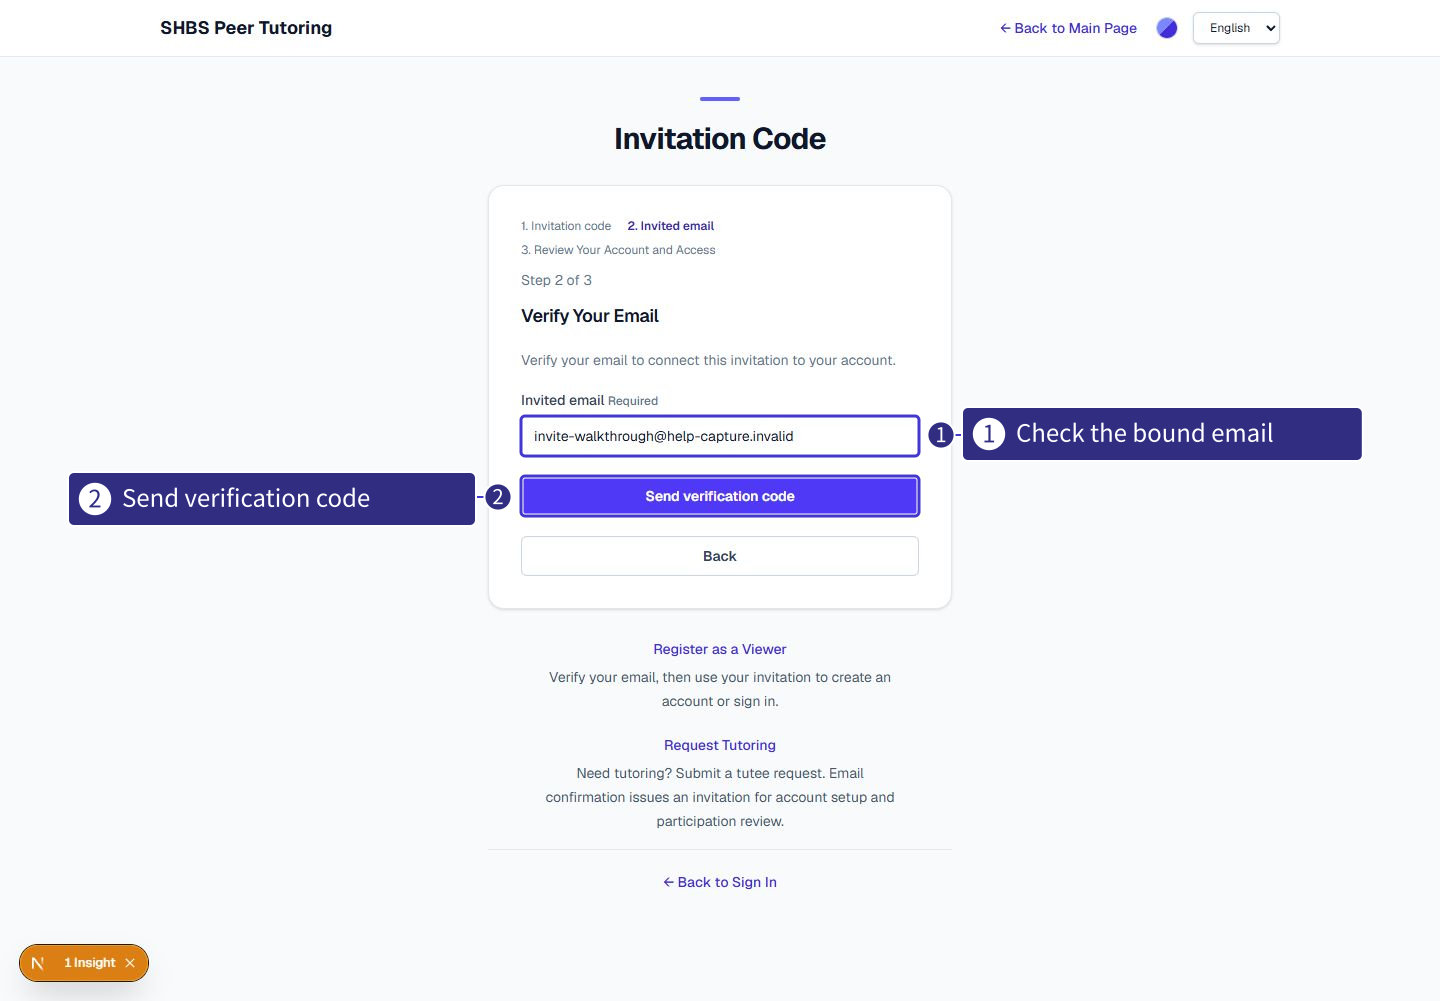 SHBS Peer Tutoring
← Back to Main Page
English
Invitation Code
1. Invitation code 2. Invited email
3. Review Your Account and Access
Step 2 of 3
Verify Your Email
Verify your email to connect this invitation to your account.
Invited email Required
invite-walkthrough@help-capture.invalid
1 1 Check the bound email
2 Send verification code 2
Send verification code
Back
Register as a Viewer
Verify your email, then use your invitation to create an
account or sign in.
Request Tutoring
Need tutoring? Submit a tutee request. Email
confirmation issues an invitation for account setup and
participation review.
← Back to Sign In
N 1 Insight ×